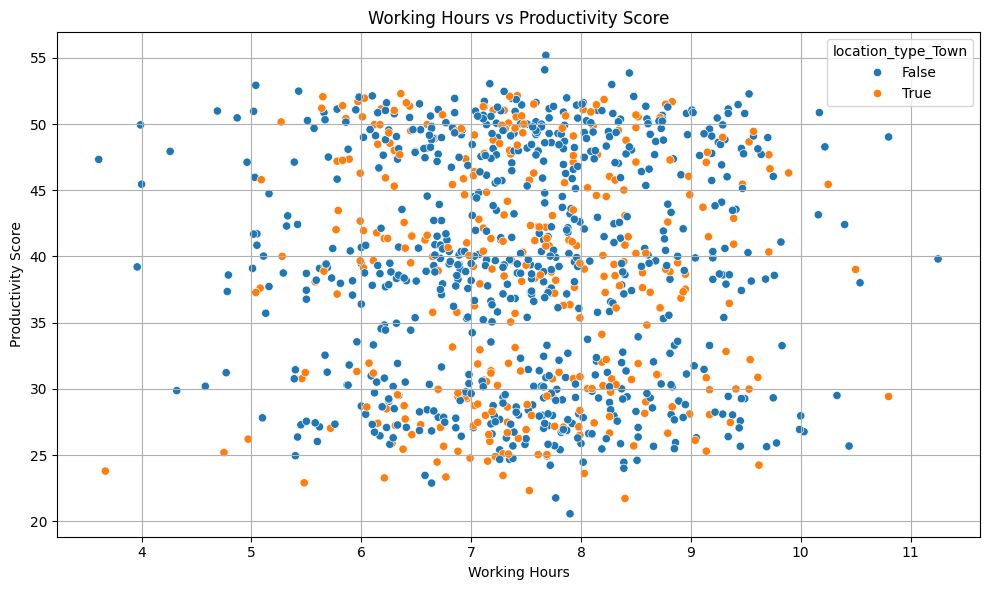 Working Hours vs Productivity Score
location_type_Town
False
True
Productivity Score
55
50
45
40
35
30
25
20
4 5 6 7 8 9 10 11
Working Hours